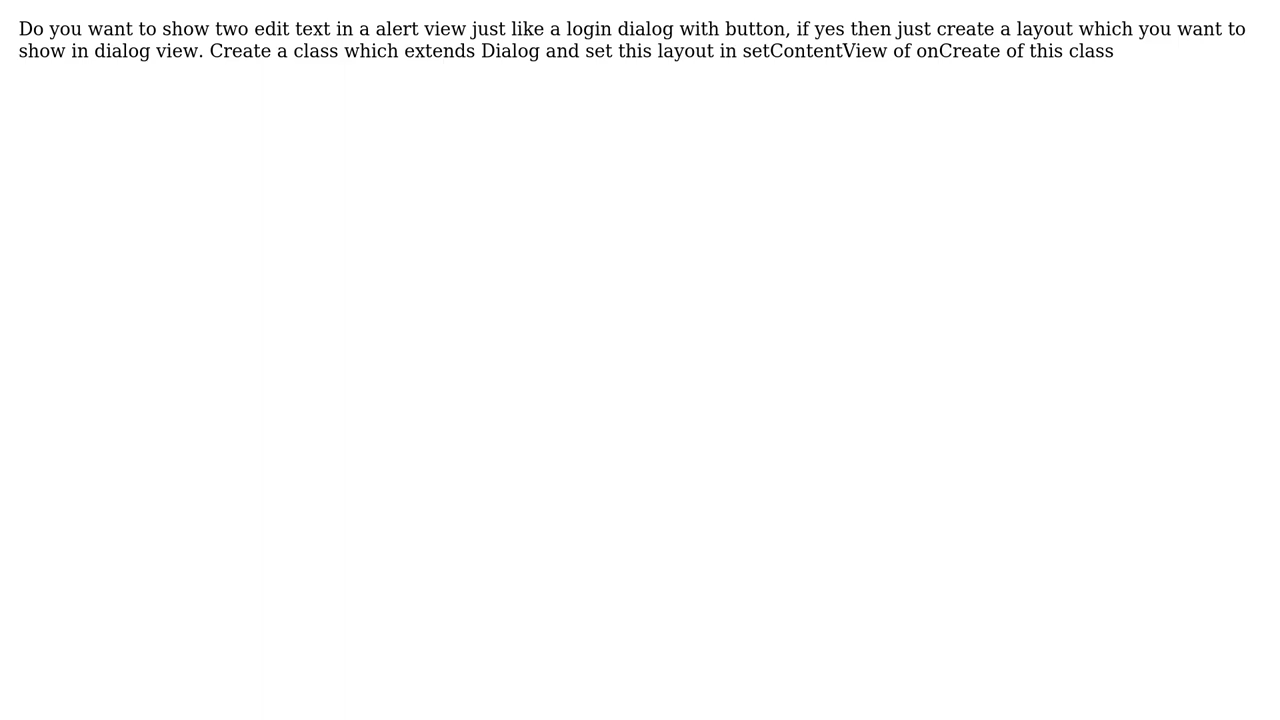 Do you want to show two edit text in a alert view just like a login dialog with button, if yes then just create a layout which you want to
show in dialog view. Create a class which extends Dialog and set this layout in setContentView of onCreate of this class